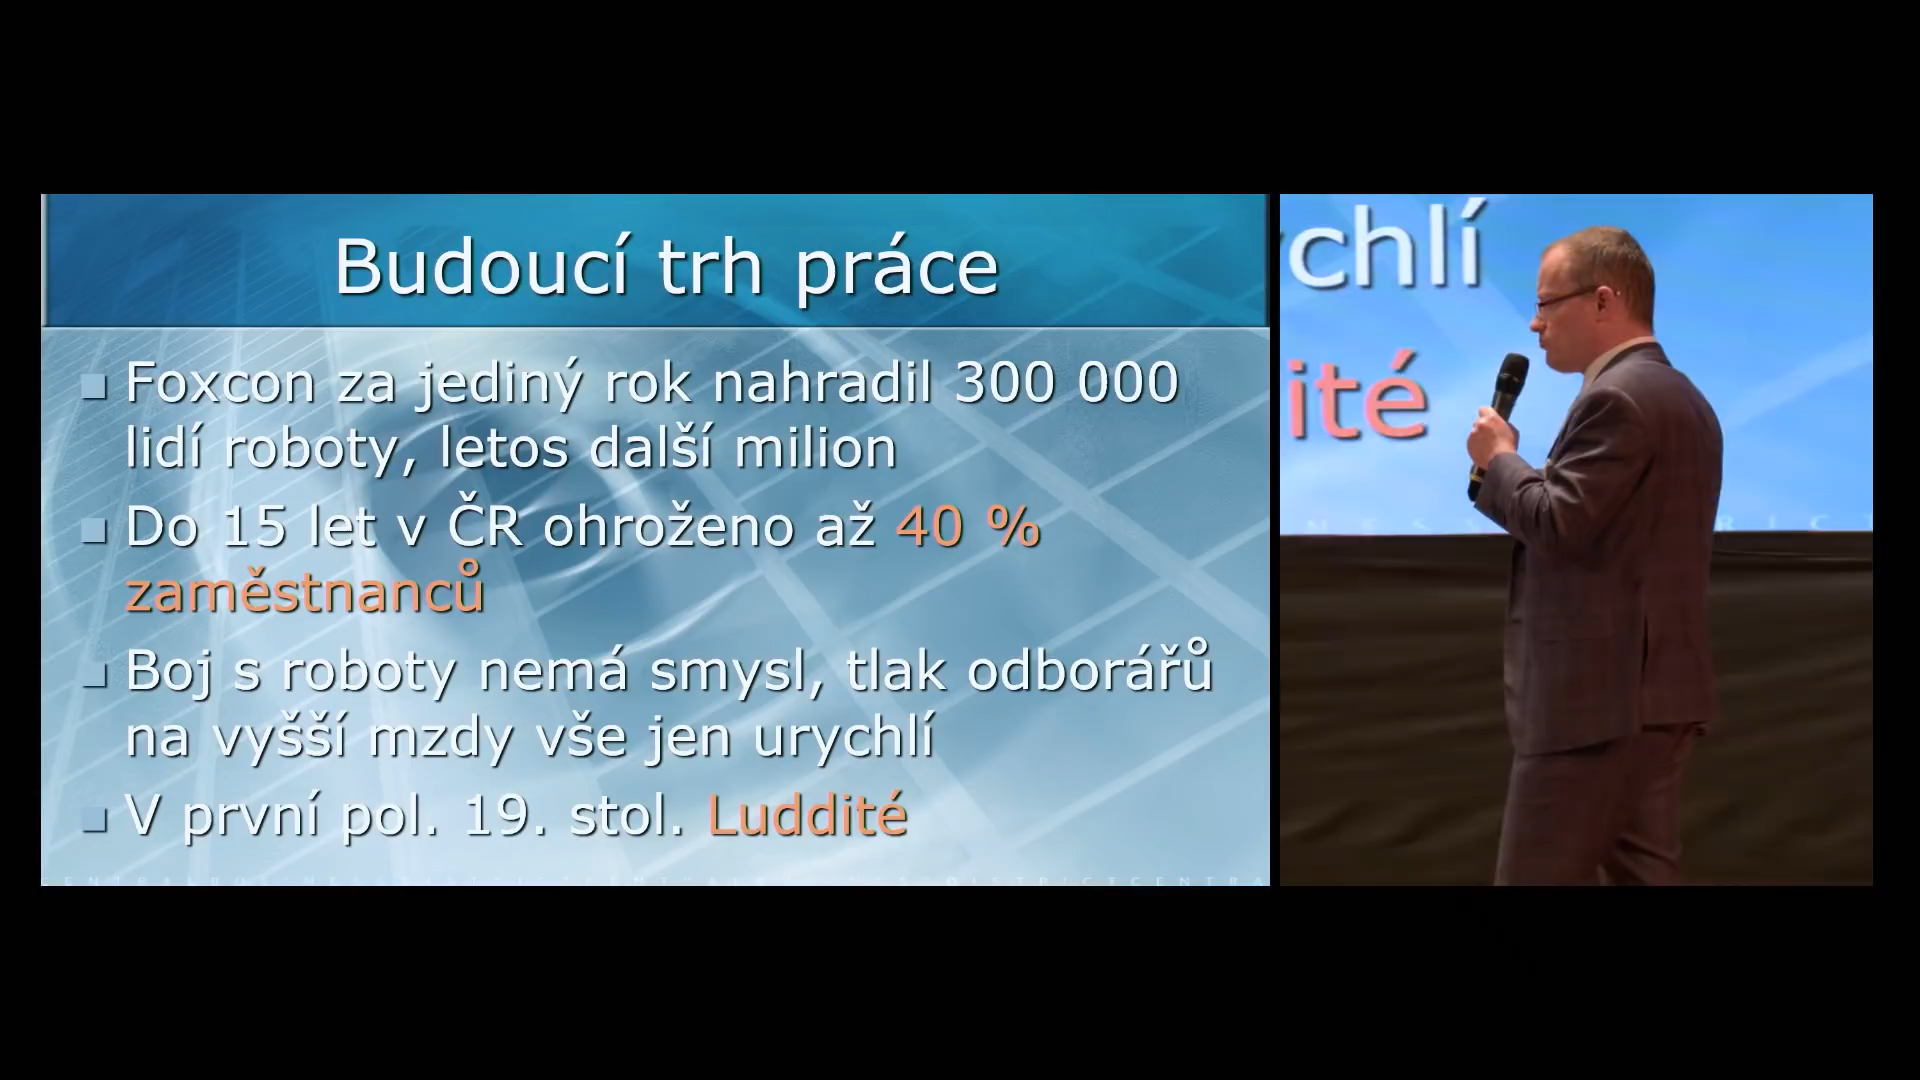 Budoucí trh práce
Foxcon za jediný rok nahradil 300 000
lidí roboty, letos další milion
Do 15 let v ČR ohroženo až 40 %
zaměstnanců
Boj s roboty nemá smysl, tlak odborářů
na vyšší mzdy vše jen urychlí
V první pol. 19. stol. Luddité
chlí
ité